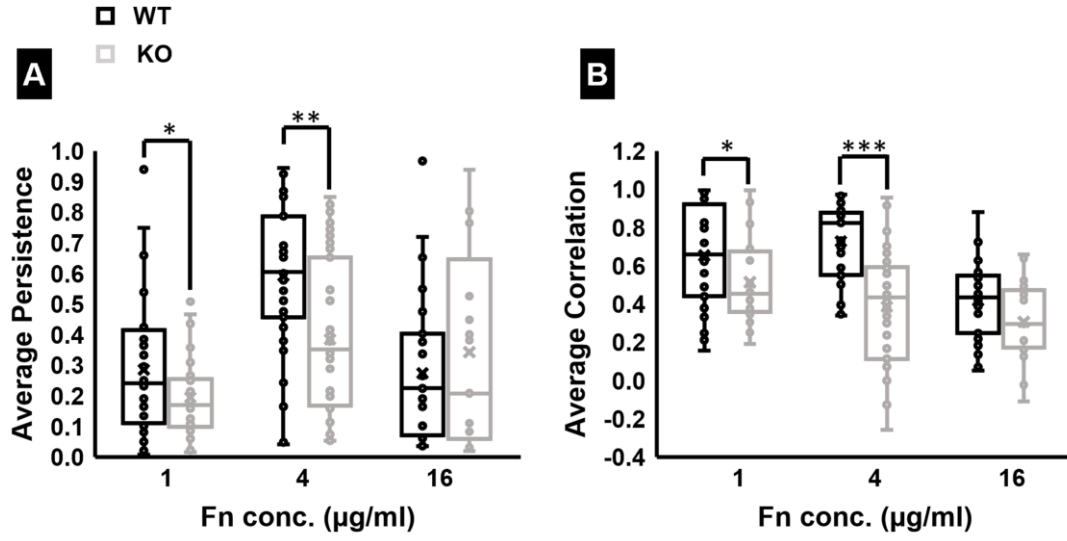 WT
KO
A
B
*
**
*
***
Average Persistence
1.0
0.9
0.8
0.7
0.6
0.5
0.4
0.3
0.2
0.1
0.0
1 4 16
Fn conc. (µg/ml)
Average Correlation
1.2
1.0
0.8
0.6
0.4
0.2
0.0
-0.2
-0.4
1 4 16
Fn conc. (µg/ml)